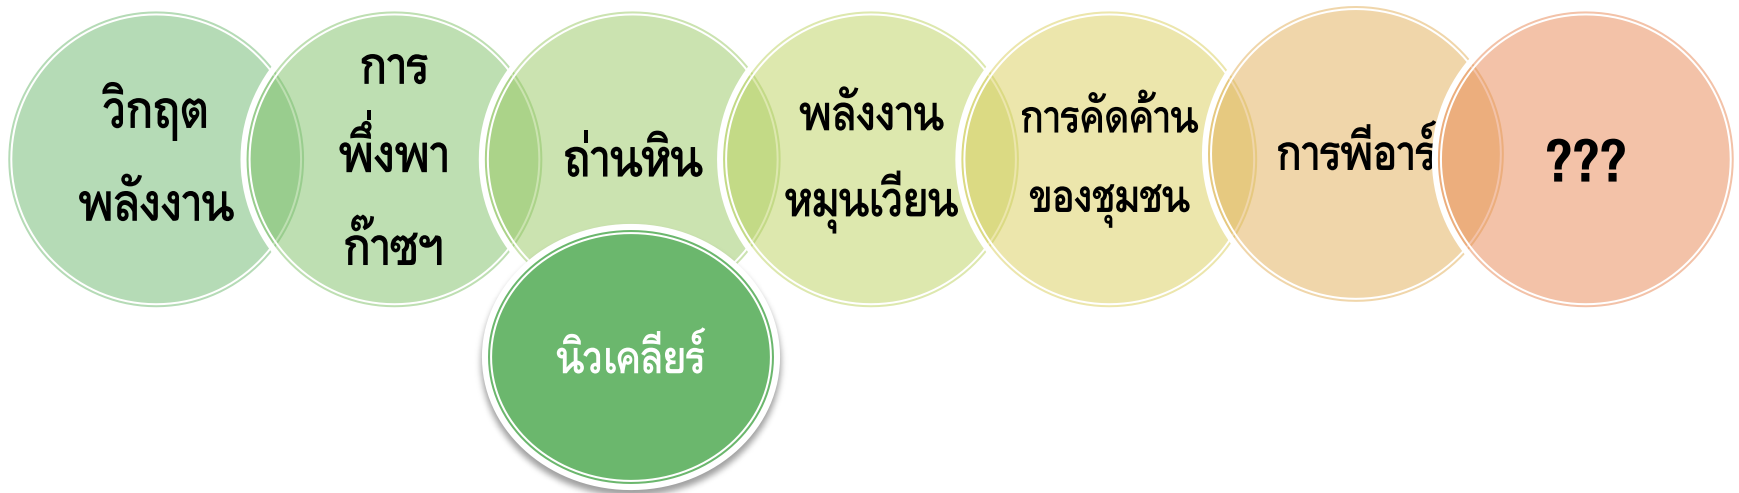 วิกฤต
พลังงาน
การ
พึ่งพา
ก๊าซฯ
ถ่านหิน
นิวเคลียร์
พลังงาน
หมุนเวียน
การคัดค้าน
ของชุมชน
การพีอาร์
???